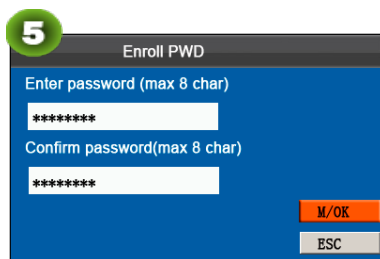 5
Enroll PWD
Enter password (max 8 char)
********
Confirm password(max 8 char)
********
M/OK
ESC